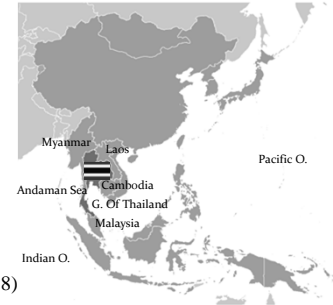 Myanmar
Laos
Pacific O.
Andaman Sea
Cambodia
G. Of Thailand
Malaysia
Indian O.
8)